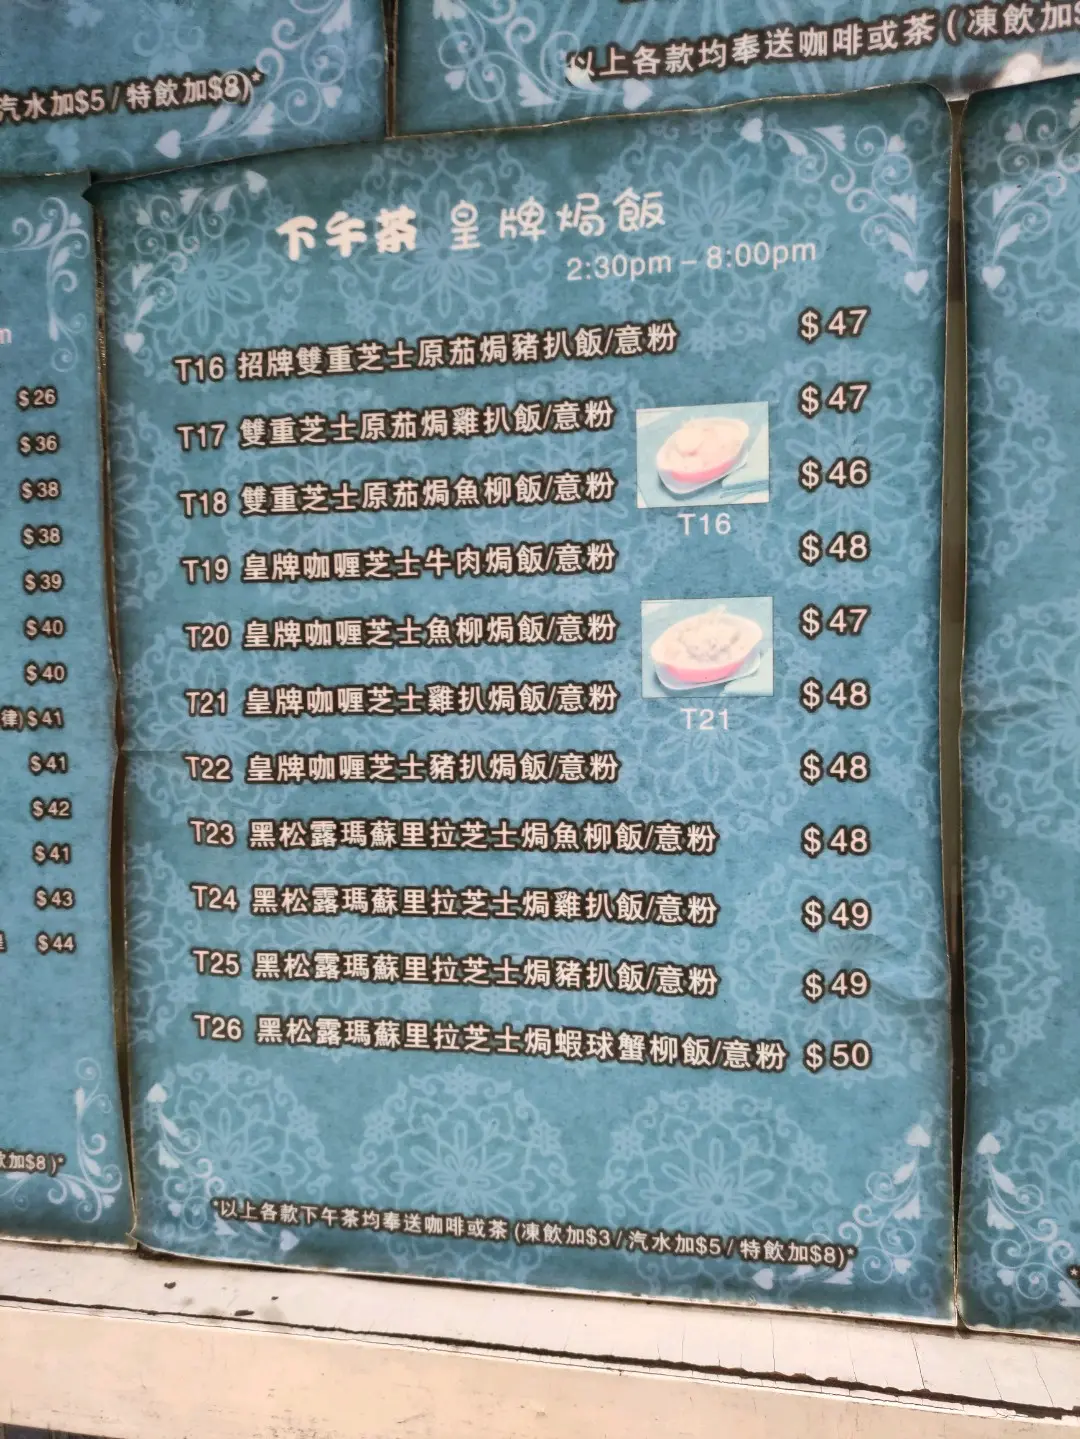 汽水加$5 / 特飲加$8)*
以上各款均奉送咖啡或茶 ( 凍飲加$
下午茶 皇牌焗飯
2:30pm – 8:00pm
T16 招牌雙重芝士原茄焗豬扒飯/意粉 $47
T17 雙重芝士原茄焗雞扒飯/意粉 $47
T18 雙重芝士原茄焗魚柳飯/意粉 $46
T16
T19 皇牌咖喱芝士牛肉焗飯/意粉 $48
T20 皇牌咖喱芝士魚柳焗飯/意粉 $47
T21 皇牌咖喱芝士雞扒焗飯/意粉 $48
T21
T22 皇牌咖喱芝士豬扒焗飯/意粉 $48
T23 黑松露瑪蘇里拉芝士焗魚柳飯/意粉 $48
T24 黑松露瑪蘇里拉芝士焗雞扒飯/意粉 $49
T25 黑松露瑪蘇里拉芝士焗豬扒飯/意粉 $49
T26 黑松露瑪蘇里拉芝士焗蝦球蟹柳飯/意粉 $50
*以上各款下午茶均奉送咖啡或茶 (凍飲加$3 / 汽水加$5 / 特飲加$8)*
$26
$36
$38
$38
$39
$40
$40
律) $41
$41
$42
$41
$43
$44
飲加$8 )*